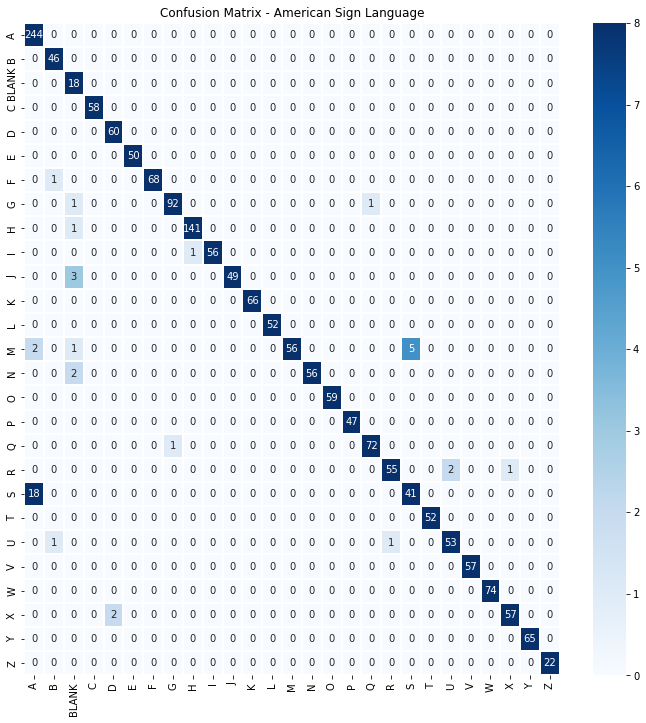 Confusion Matrix - American Sign Language
A 244 0 0 0 0 0 0 0 0 0 0 0 0 0 0 0 0 0 0 0 0 0 0 0 0 0 0
B 0 46 0 0 0 0 0 0 0 0 0 0 0 0 0 0 0 0 0 0 0 0 0 0 0 0 0
BLANK 0 0 18 0 0 0 0 0 0 0 0 0 0 0 0 0 0 0 0 0 0 0 0 0 0 0 0
C 0 0 0 58 0 0 0 0 0 0 0 0 0 0 0 0 0 0 0 0 0 0 0 0 0 0 0
D 0 0 0 0 60 0 0 0 0 0 0 0 0 0 0 0 0 0 0 0 0 0 0 0 0 0 0
E 0 0 0 0 0 50 0 0 0 0 0 0 0 0 0 0 0 0 0 0 0 0 0 0 0 0 0
F 0 1 0 0 0 0 68 0 0 0 0 0 0 0 0 0 0 0 0 0 0 0 0 0 0 0 0
G 0 0 1 0 0 0 0 92 0 0 0 0 0 0 0 0 0 1 0 0 0 0 0 0 0 0 0
H 0 0 1 0 0 0 0 0 141 0 0 0 0 0 0 0 0 0 0 0 0 0 0 0 0 0 0
I 0 0 0 0 0 0 0 0 1 56 0 0 0 0 0 0 0 0 0 0 0 0 0 0 0 0 0
J 0 0 3 0 0 0 0 0 0 0 49 0 0 0 0 0 0 0 0 0 0 0 0 0 0 0 0
K 0 0 0 0 0 0 0 0 0 0 0 66 0 0 0 0 0 0 0 0 0 0 0 0 0 0 0
L 0 0 0 0 0 0 0 0 0 0 0 0 52 0 0 0 0 0 0 0 0 0 0 0 0 0 0
M 2 0 1 0 0 0 0 0 0 0 0 0 0 56 0 0 0 0 0 5 0 0 0 0 0 0 0
N 0 0 2 0 0 0 0 0 0 0 0 0 0 0 56 0 0 0 0 0 0 0 0 0 0 0 0
O 0 0 0 0 0 0 0 0 0 0 0 0 0 0 0 59 0 0 0 0 0 0 0 0 0 0 0
P 0 0 0 0 0 0 0 0 0 0 0 0 0 0 0 0 47 0 0 0 0 0 0 0 0 0 0
Q 0 0 0 0 0 0 0 1 0 0 0 0 0 0 0 0 0 72 0 0 0 0 0 0 0 0 0
R 0 0 0 0 0 0 0 0 0 0 0 0 0 0 0 0 0 0 55 0 0 2 0 0 1 0 0
S 18 0 0 0 0 0 0 0 0 0 0 0 0 0 0 0 0 0 0 41 0 0 0 0 0 0 0
T 0 0 0 0 0 0 0 0 0 0 0 0 0 0 0 0 0 0 0 0 52 0 0 0 0 0 0
U 0 1 0 0 0 0 0 0 0 0 0 0 0 0 0 0 0 0 1 0 0 53 0 0 0 0 0
V 0 0 0 0 0 0 0 0 0 0 0 0 0 0 0 0 0 0 0 0 0 0 57 0 0 0 0
W 0 0 0 0 0 0 0 0 0 0 0 0 0 0 0 0 0 0 0 0 0 0 0 74 0 0 0
X 0 0 0 0 2 0 0 0 0 0 0 0 0 0 0 0 0 0 0 0 0 0 0 0 57 0 0
Y 0 0 0 0 0 0 0 0 0 0 0 0 0 0 0 0 0 0 0 0 0 0 0 0 0 65 0
Z 0 0 0 0 0 0 0 0 0 0 0 0 0 0 0 0 0 0 0 0 0 0 0 0 0 0 22
A B BLANK C D E F G H I J K L M N O P Q R S T U V W X Y Z
8
7
6
5
4
3
2
1
0